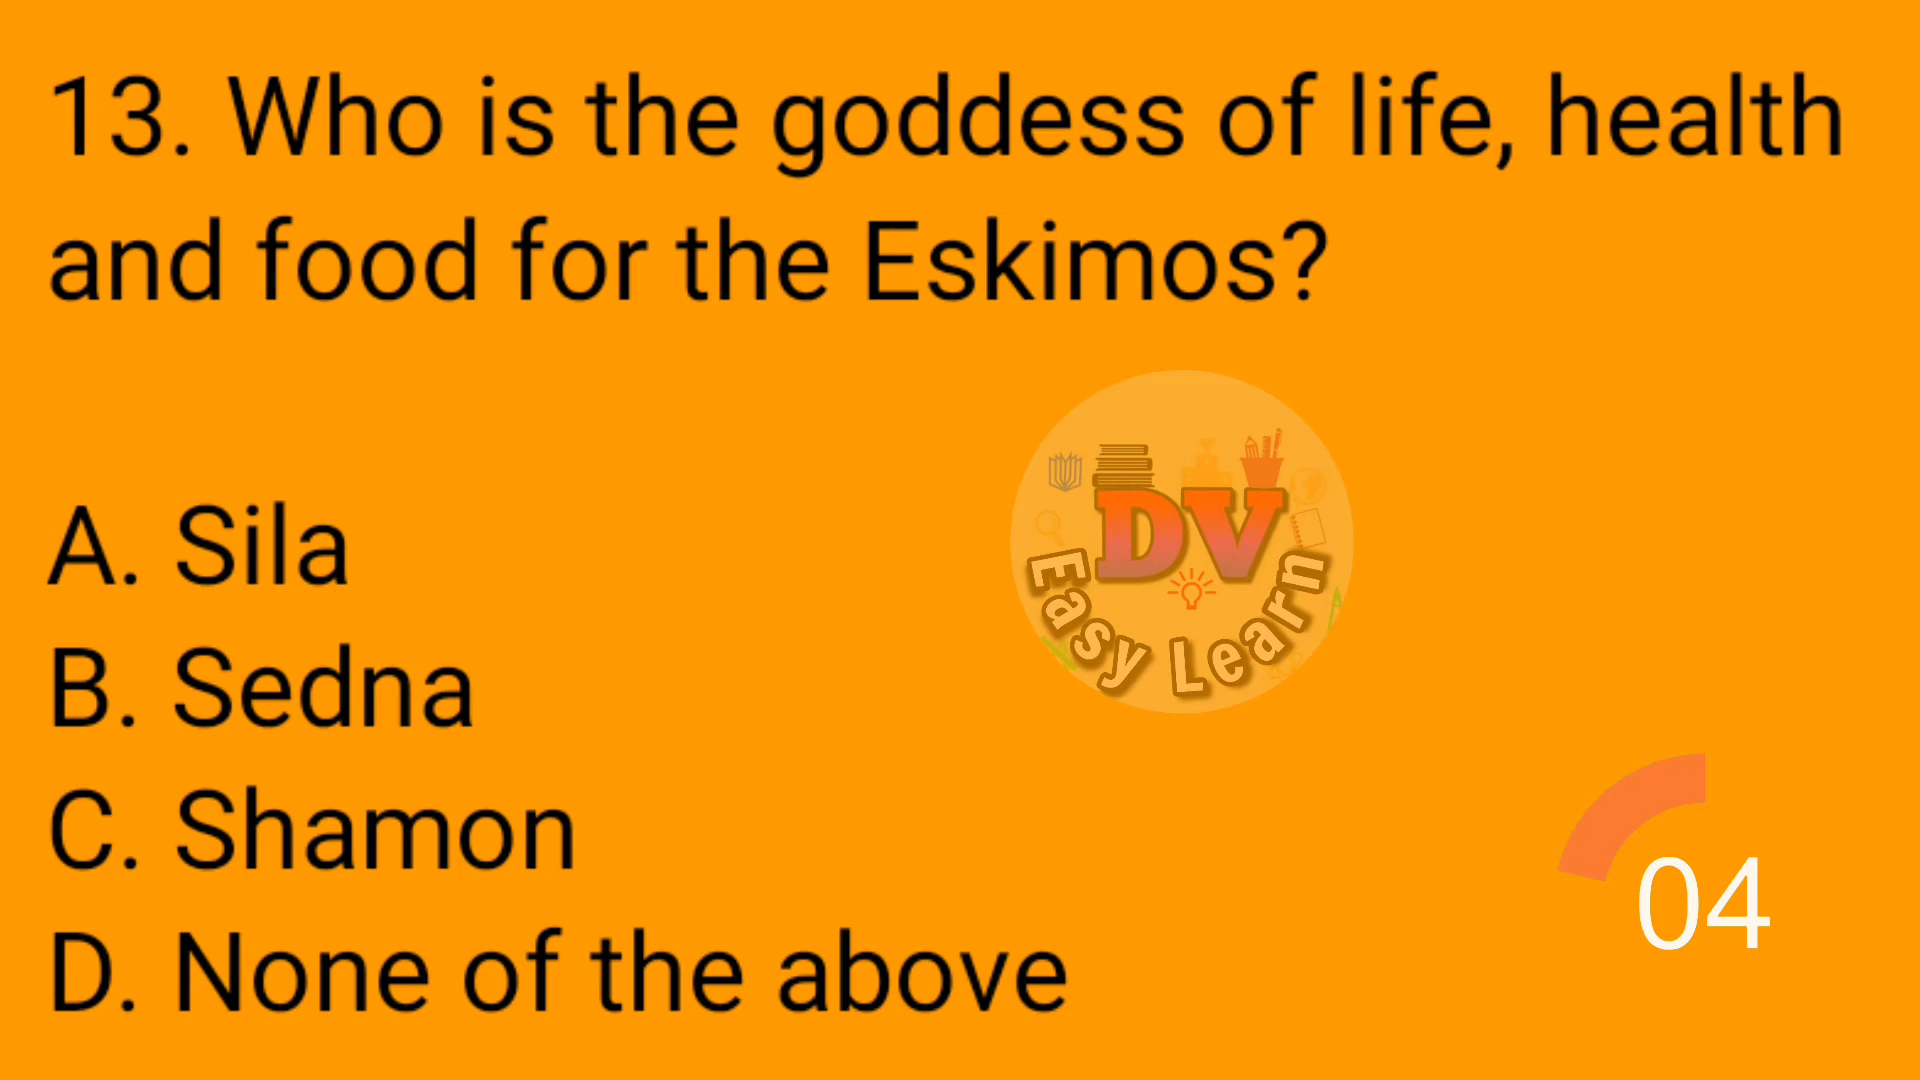 13. Who is the goddess of life, health
and food for the Eskimos?
A. Sila
B. Sedna
C. Shamon
D. None of the above
DV
Easy Learn
04